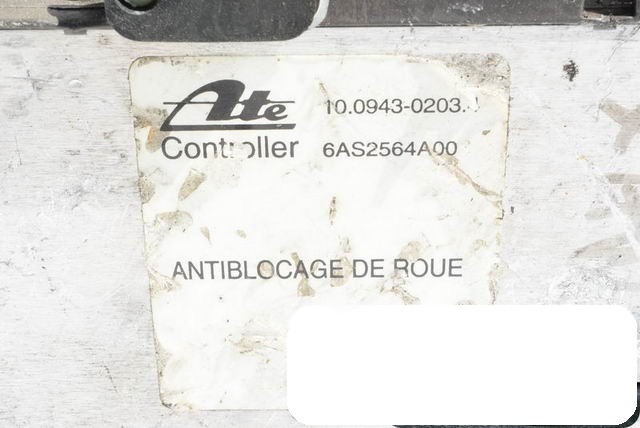 Ate 10.0943-0203.
Controller 6AS2564A00
ANTIBLOCAGE DE ROUE